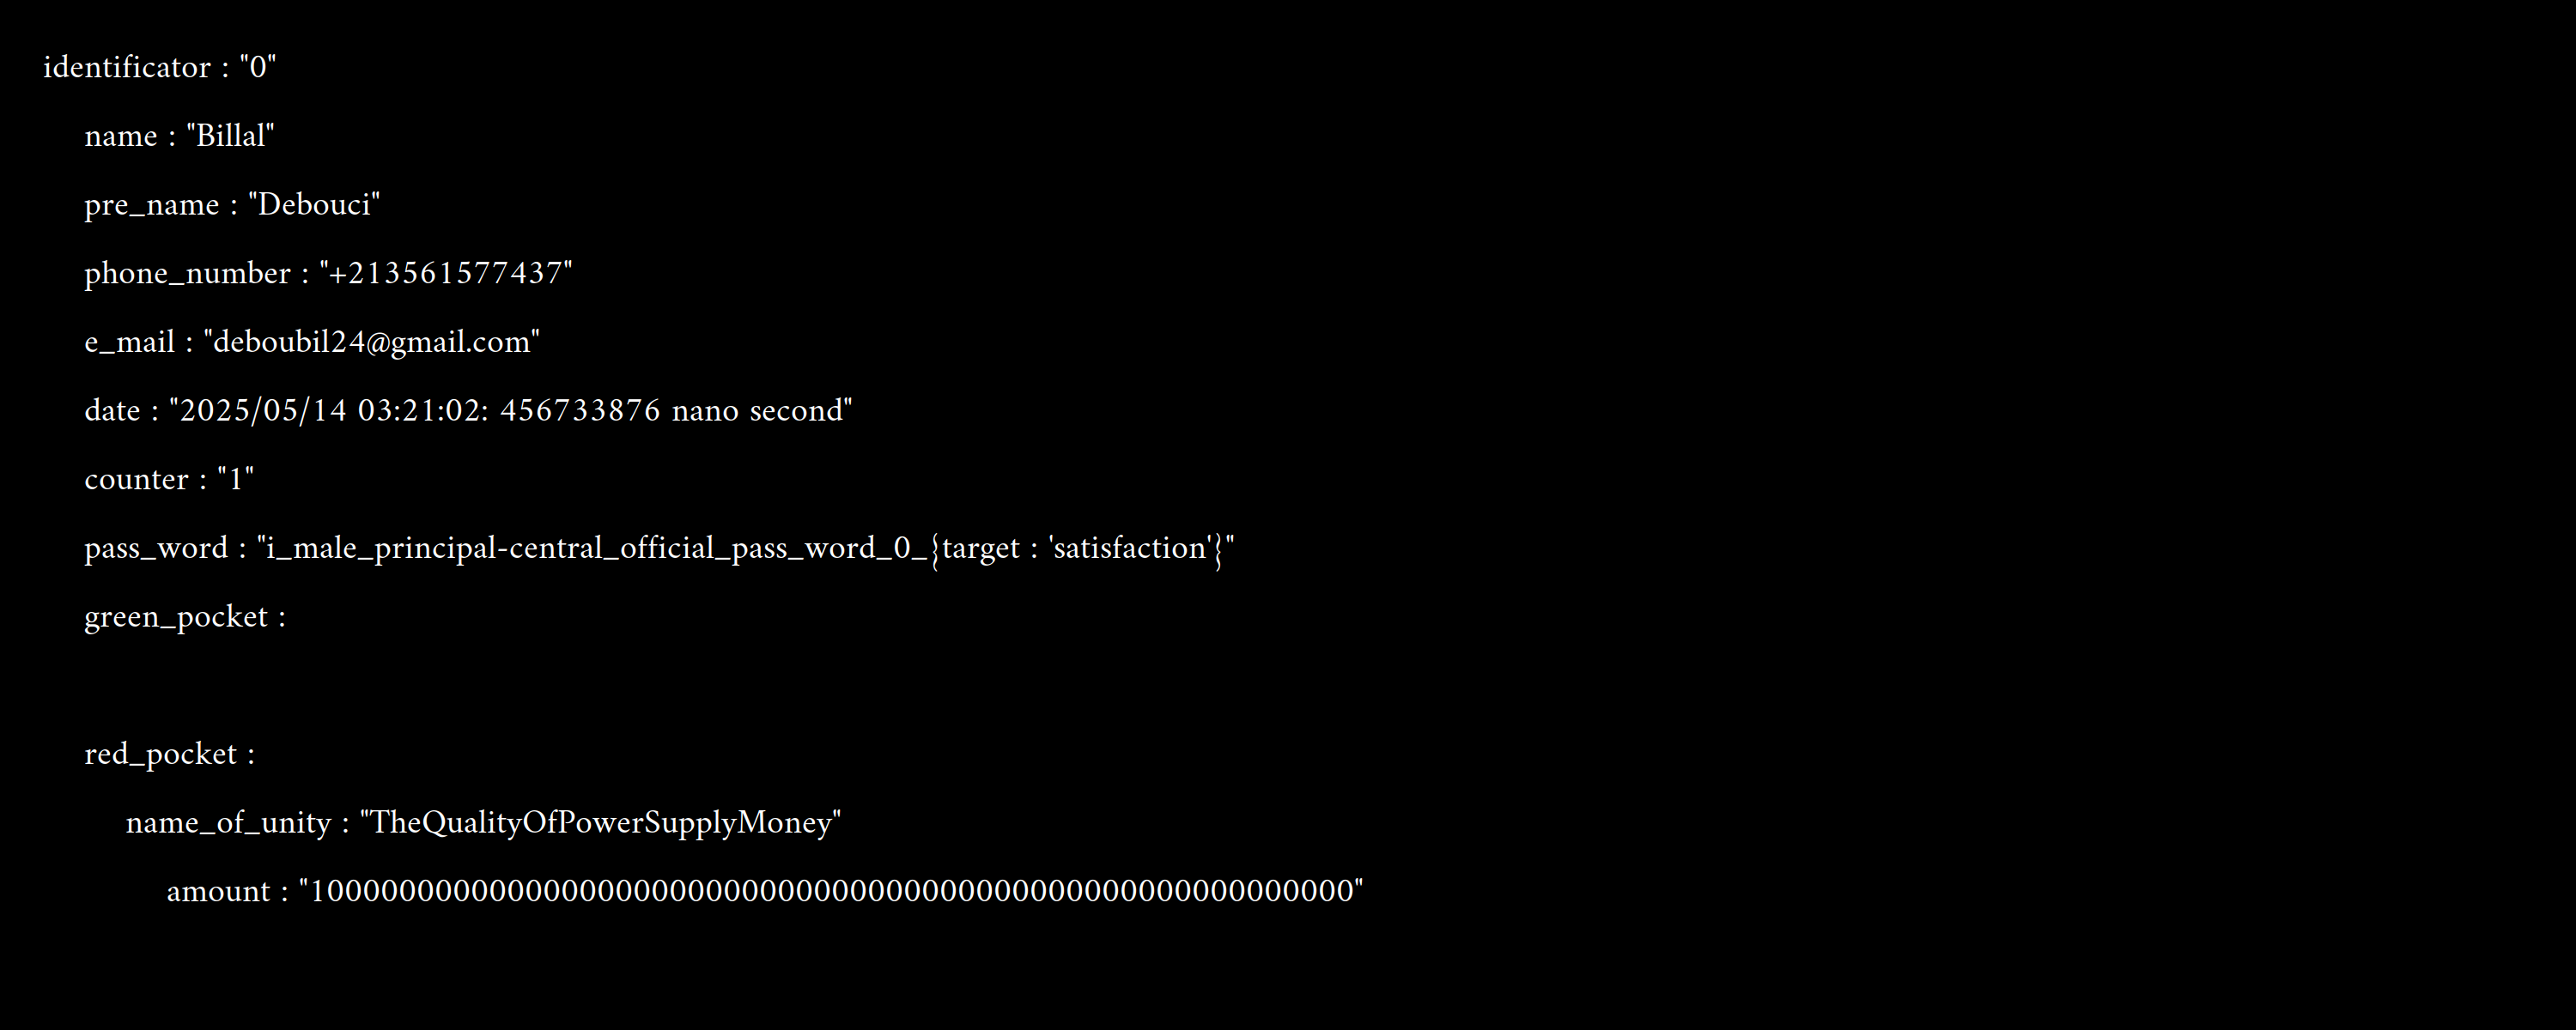 identificator : "0"
name : "Billal"
pre_name : "Debouci"
phone_number : "+213561577437"
e_mail : "deboubil24@gmail.com"
date : "2025/05/14 03:21:02: 456733876 nano second"
counter : "1"
pass_word : "i_male_principal-central_official_pass_word_0_{target : 'satisfaction'}"
green_pocket :
red_pocket :
name_of_unity : "TheQualityOfPowerSupplyMoney"
amount : "1000000000000000000000000000000000000000000000000000000000"